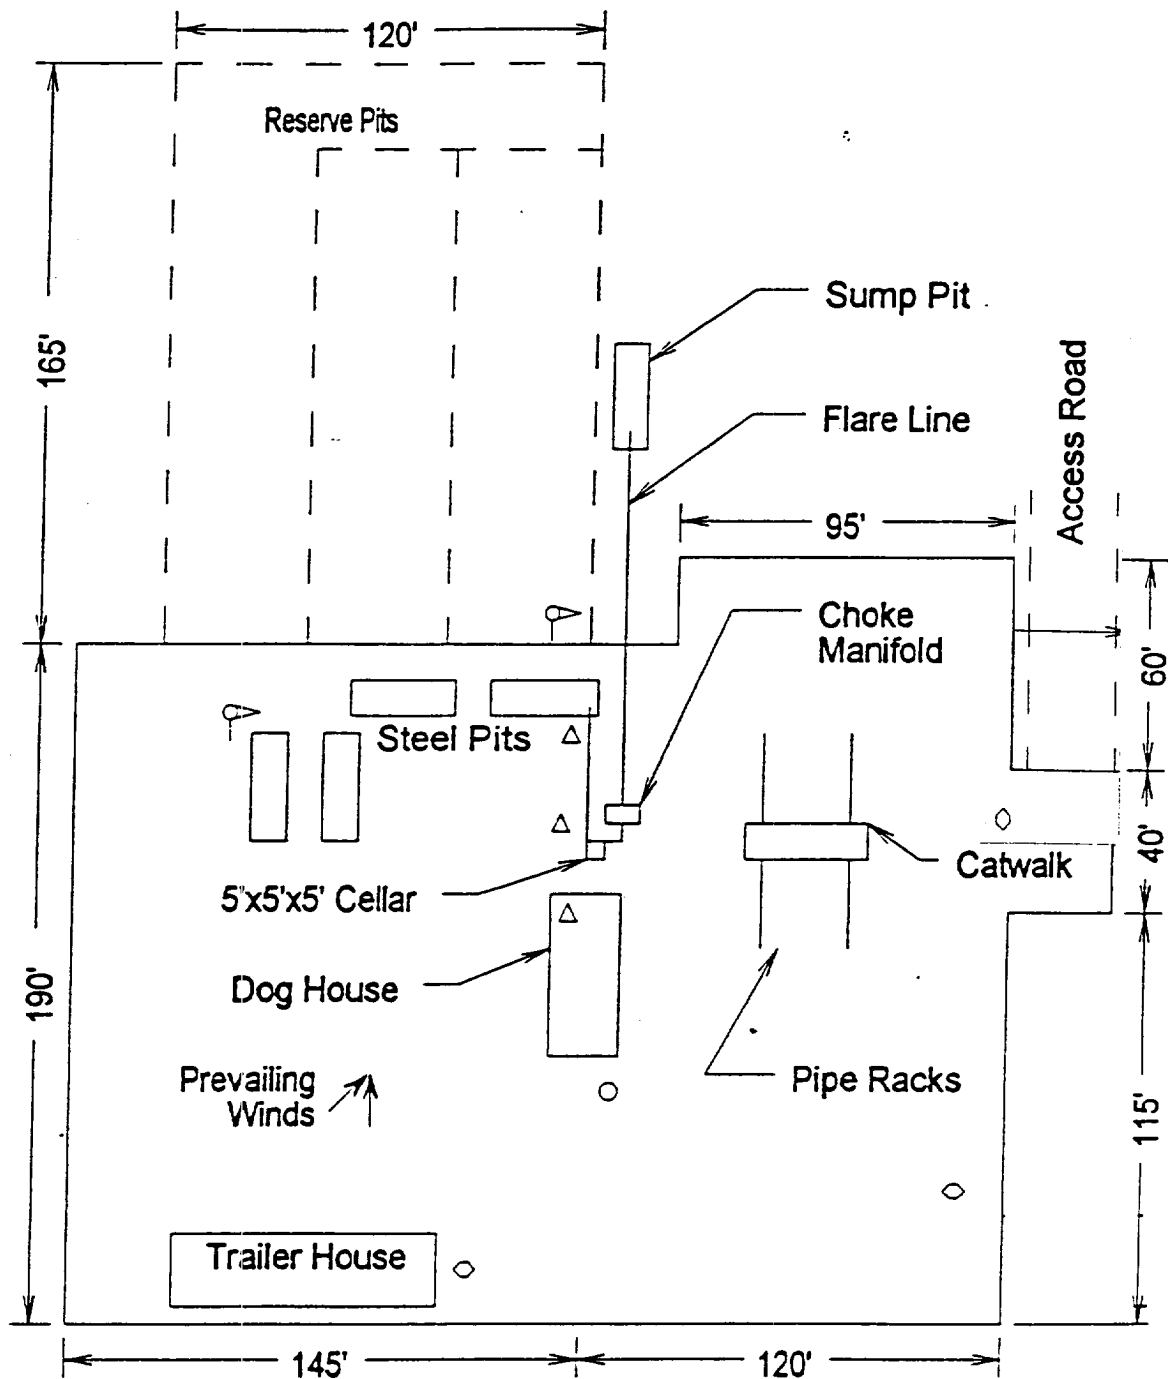 120'
Reserve Pits
Sump Pit
165'
Access Road
Flare Line
95'
Choke
Manifold
60'
Steel Pits
40'
Catwalk
5'x5'x5' Cellar
Dog House
190'
Prevailing
Winds
Pipe Racks
115'
Trailer House
145'
120'